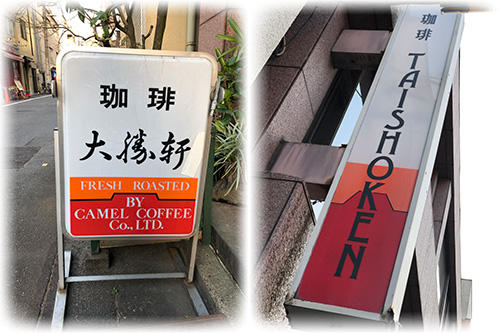 珈琲
大勝軒
FRESH ROASTED
BY
CAMEL COFFEE
Co., LTD.
珈琲
TAISHOKEN